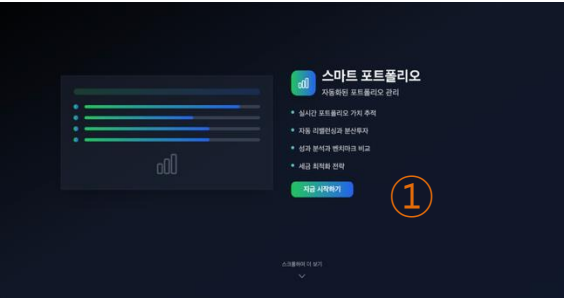 스마트 포트폴리오
자동화된 포트폴리오 관리
실시간 포트폴리오 가치 추적
자동 리밸런싱과 분산투자
성과 분석과 벤치마크 비교
세금 최적화 전략
지금 시작하기
①
스크롤하여 더 보기